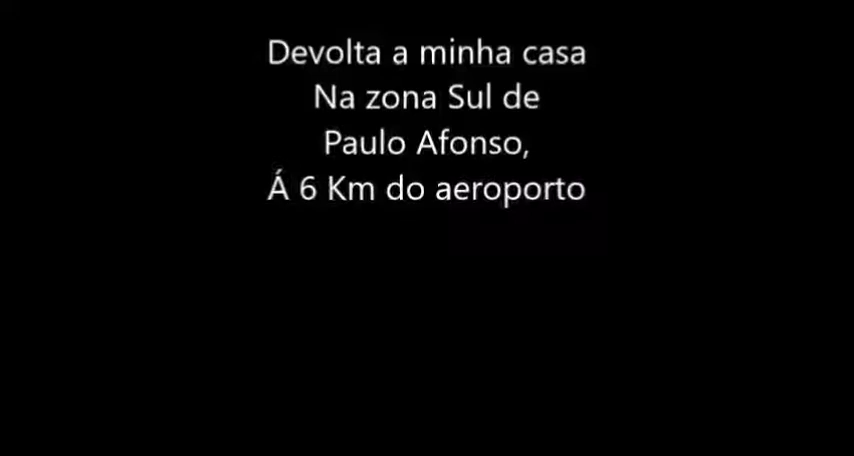 Devolta a minha casa
Na zona Sul de
Paulo Afonso,
Á 6 Km do aeroporto